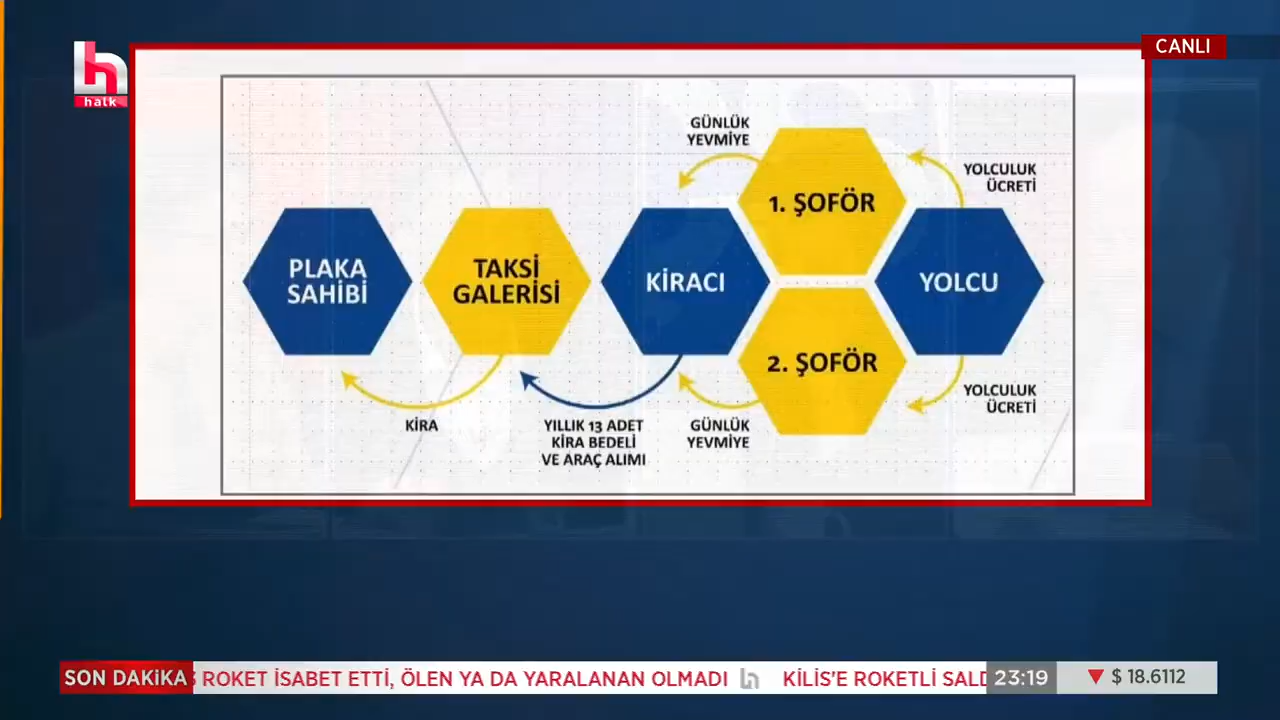 halk
CANLI
GÜNLÜK
YEVMİYE
1. ŞOFÖR
YOLCULUK
ÜCRETİ
PLAKA
SAHİBİ
TAKSİ
GALERİSİ
KİRACI
YOLCU
2. ŞOFÖR
KİRA
YILLIK 13 ADET
KİRA BEDELİ
VE ARAÇ ALIMI
GÜNLÜK
YEVMİYE
YOLCULUK
ÜCRETİ
SON DAKİKA
ROKET İSABET ETTİ, ÖLEN YA DA YARALANAN OLMADI
KİLİS'E ROKETLİ
23:19
$ 18.6112